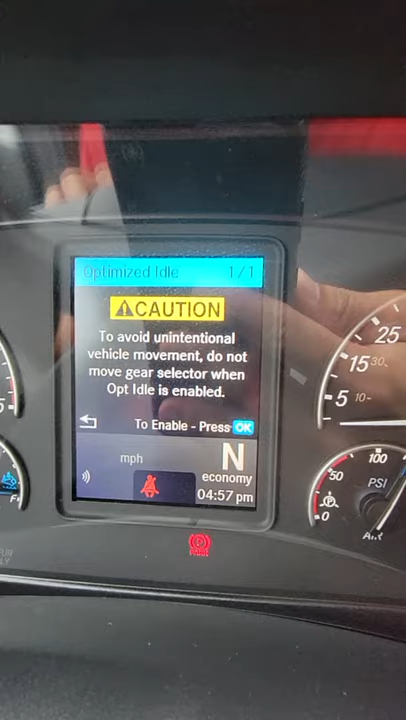 Optimized Idle 1/1
CAUTION
To avoid unintentional
vehicle movement, do not
move gear selector when
Opt Idle is enabled.
To Enable - Press OK
mph N
economy
04:57 pm
25
15 30
5 10
100
50
PSI
0
AIR
PARK